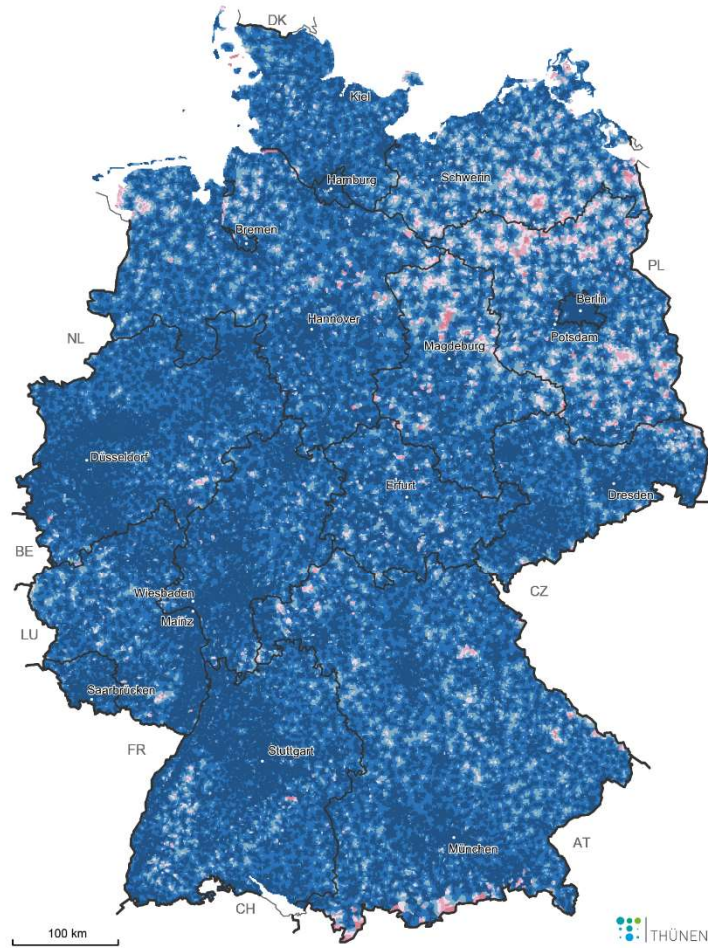 DK
Kiel
Hamburg
Schwerin
Bremen
PL
Berlin
Hannover
Potsdam
NL
Magdeburg
Düsseldorf
Erfurt
Dresden
BE
CZ
Wiesbaden
LU
Mainz
Saarbrücken
FR
Stuttgart
München
AT
CH
100 km
THÜNEN